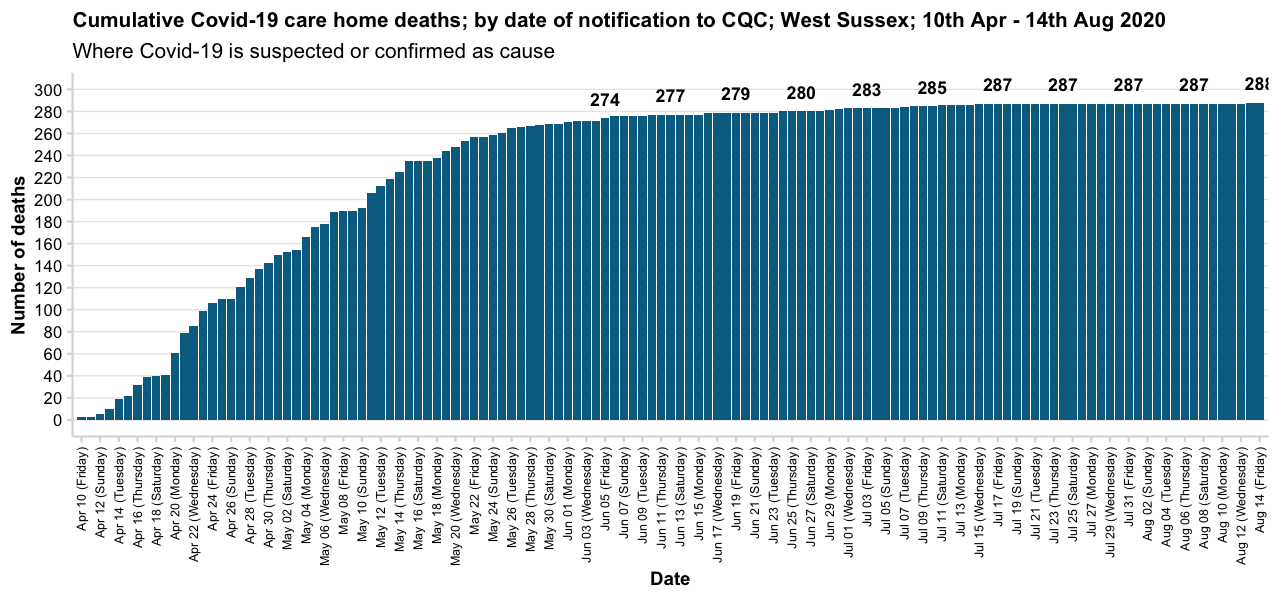 Cumulative Covid-19 care home deaths; by date of notification to CQC; West Sussex; 10th Apr - 14th Aug 2020
Where Covid-19 is suspected or confirmed as cause
274 277 279 280 283 285 287 287 287 287 288
Number of deaths
300
280
260
240
220
200
180
160
140
120
100
80
60
40
20
0
Apr 10 (Friday)
Apr 12 (Sunday)
Apr 14 (Tuesday)
Apr 16 (Thursday)
Apr 18 (Saturday)
Apr 20 (Monday)
Apr 22 (Wednesday)
Apr 24 (Friday)
Apr 26 (Sunday)
Apr 28 (Tuesday)
Apr 30 (Thursday)
May 02 (Saturday)
May 04 (Monday)
May 06 (Wednesday)
May 08 (Friday)
May 10 (Sunday)
May 12 (Tuesday)
May 14 (Thursday)
May 16 (Saturday)
May 18 (Monday)
May 20 (Wednesday)
May 22 (Friday)
May 24 (Sunday)
May 26 (Tuesday)
May 28 (Thursday)
May 30 (Saturday)
Jun 01 (Monday)
Jun 03 (Wednesday)
Jun 05 (Friday)
Jun 07 (Sunday)
Jun 09 (Tuesday)
Jun 11 (Thursday)
Jun 13 (Saturday)
Jun 15 (Monday)
Jun 17 (Wednesday)
Jun 19 (Friday)
Jun 21 (Sunday)
Jun 23 (Tuesday)
Jun 25 (Thursday)
Jun 27 (Saturday)
Jun 29 (Monday)
Jul 01 (Wednesday)
Jul 03 (Friday)
Jul 05 (Sunday)
Jul 07 (Tuesday)
Jul 09 (Thursday)
Jul 11 (Saturday)
Jul 13 (Monday)
Jul 15 (Wednesday)
Jul 17 (Friday)
Jul 19 (Sunday)
Jul 21 (Tuesday)
Jul 23 (Thursday)
Jul 25 (Saturday)
Jul 27 (Monday)
Jul 29 (Wednesday)
Jul 31 (Friday)
Aug 02 (Sunday)
Aug 04 (Tuesday)
Aug 06 (Thursday)
Aug 08 (Saturday)
Aug 10 (Monday)
Aug 12 (Wednesday)
Aug 14 (Friday)
Date